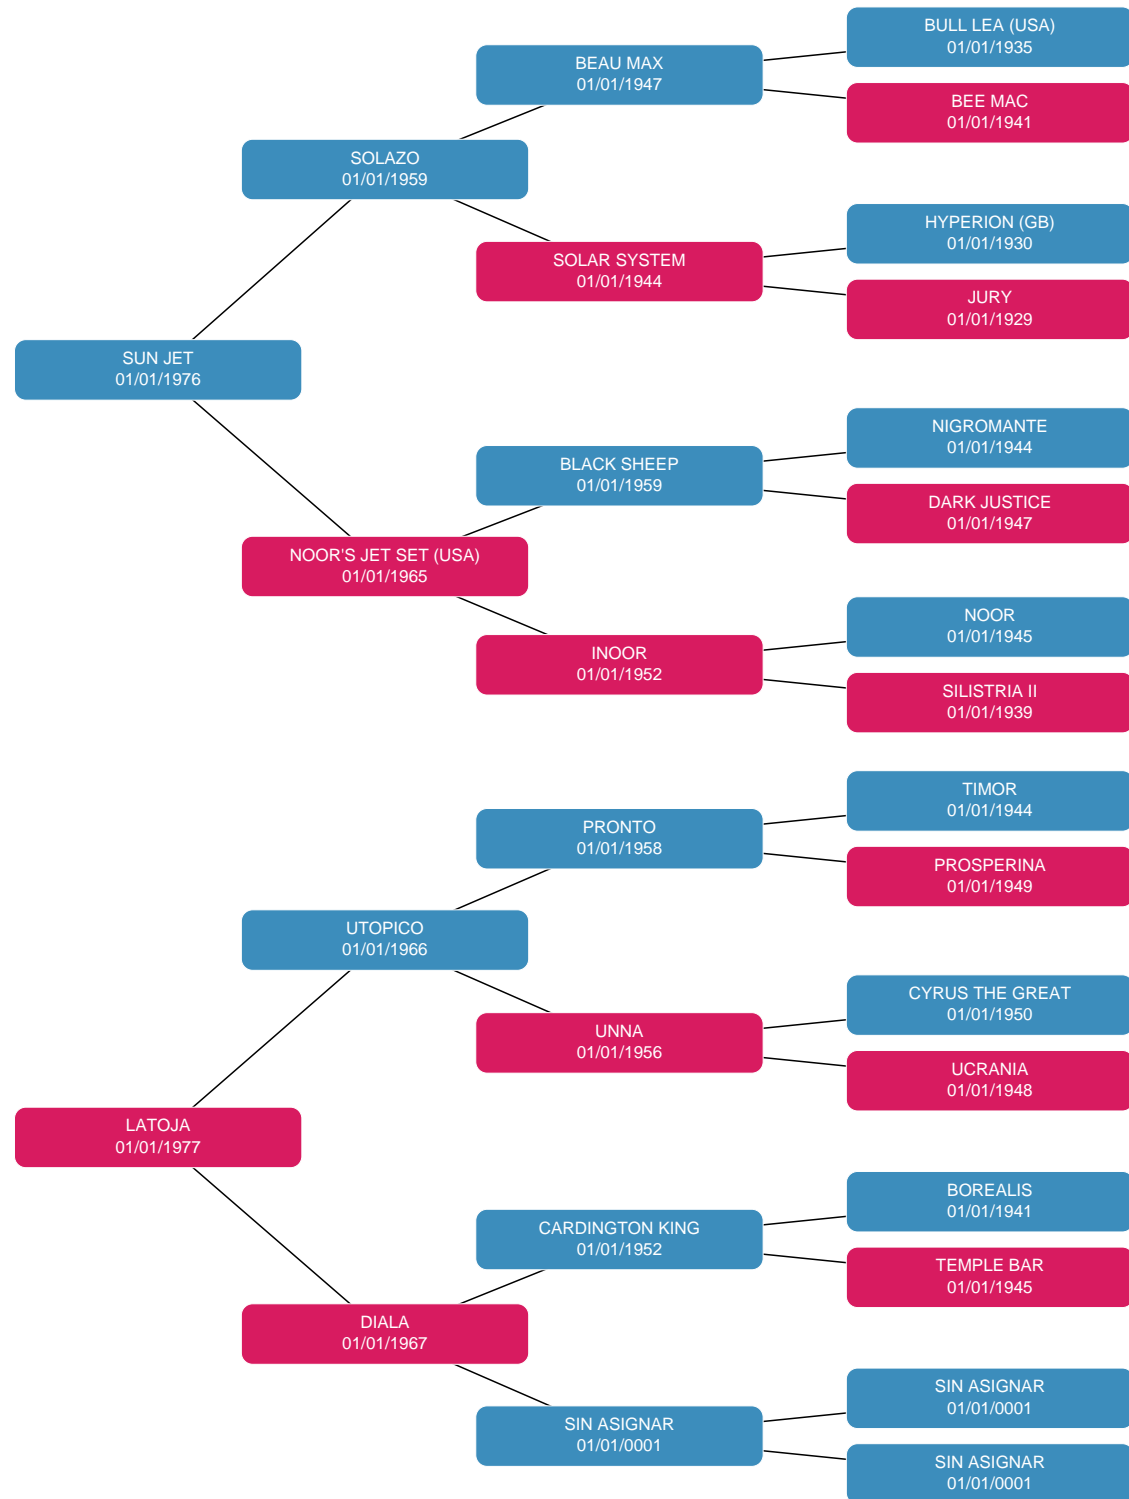 BULL LEA (USA)
01/01/1935
BEAU MAX
01/01/1947
BEE MAC
01/01/1941
SOLAZO
01/01/1959
HYPERION (GB)
01/01/1930
SOLAR SYSTEM
01/01/1944
JURY
01/01/1929
SUN JET
01/01/1976
NIGROMANTE
01/01/1944
BLACK SHEEP
01/01/1959
DARK JUSTICE
01/01/1947
NOOR'S JET SET (USA)
01/01/1965
NOOR
01/01/1945
INOOR
01/01/1952
SILISTRIA II
01/01/1939
TIMOR
01/01/1944
PRONTO
01/01/1958
PROSPERINA
01/01/1949
UTOPICO
01/01/1966
CYRUS THE GREAT
01/01/1950
UNNA
01/01/1956
UCRANIA
01/01/1948
LATOJA
01/01/1977
BOREALIS
01/01/1941
CARDINGTON KING
01/01/1952
TEMPLE BAR
01/01/1945
DIALA
01/01/1967
SIN ASIGNAR
01/01/0001
SIN ASIGNAR
01/01/0001
SIN ASIGNAR
01/01/0001